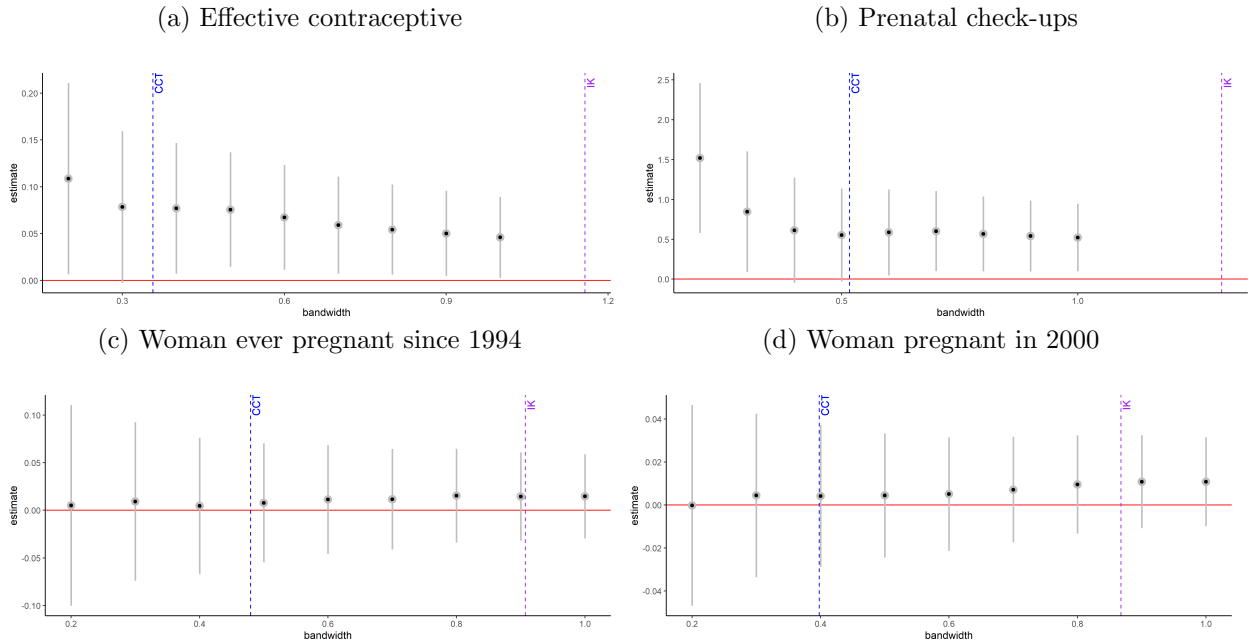 (a) Effective contraceptive
CCT
IK
0.20
0.15
0.10
0.05
0.00
estimate
0.3
0.6
0.9
1.2
bandwidth
(b) Prenatal check-ups
CCT
IK
2.5
2.0
1.5
1.0
0.5
0.0
estimate
0.5
1.0
bandwidth
(c) Woman ever pregnant since 1994
CCT
IK
0.10
0.05
0.00
-0.05
-0.10
estimate
0.2
0.4
0.6
0.8
1.0
bandwidth
(d) Woman pregnant in 2000
CCT
IK
0.04
0.02
0.00
-0.02
-0.04
estimate
0.2
0.4
0.6
0.8
1.0
bandwidth